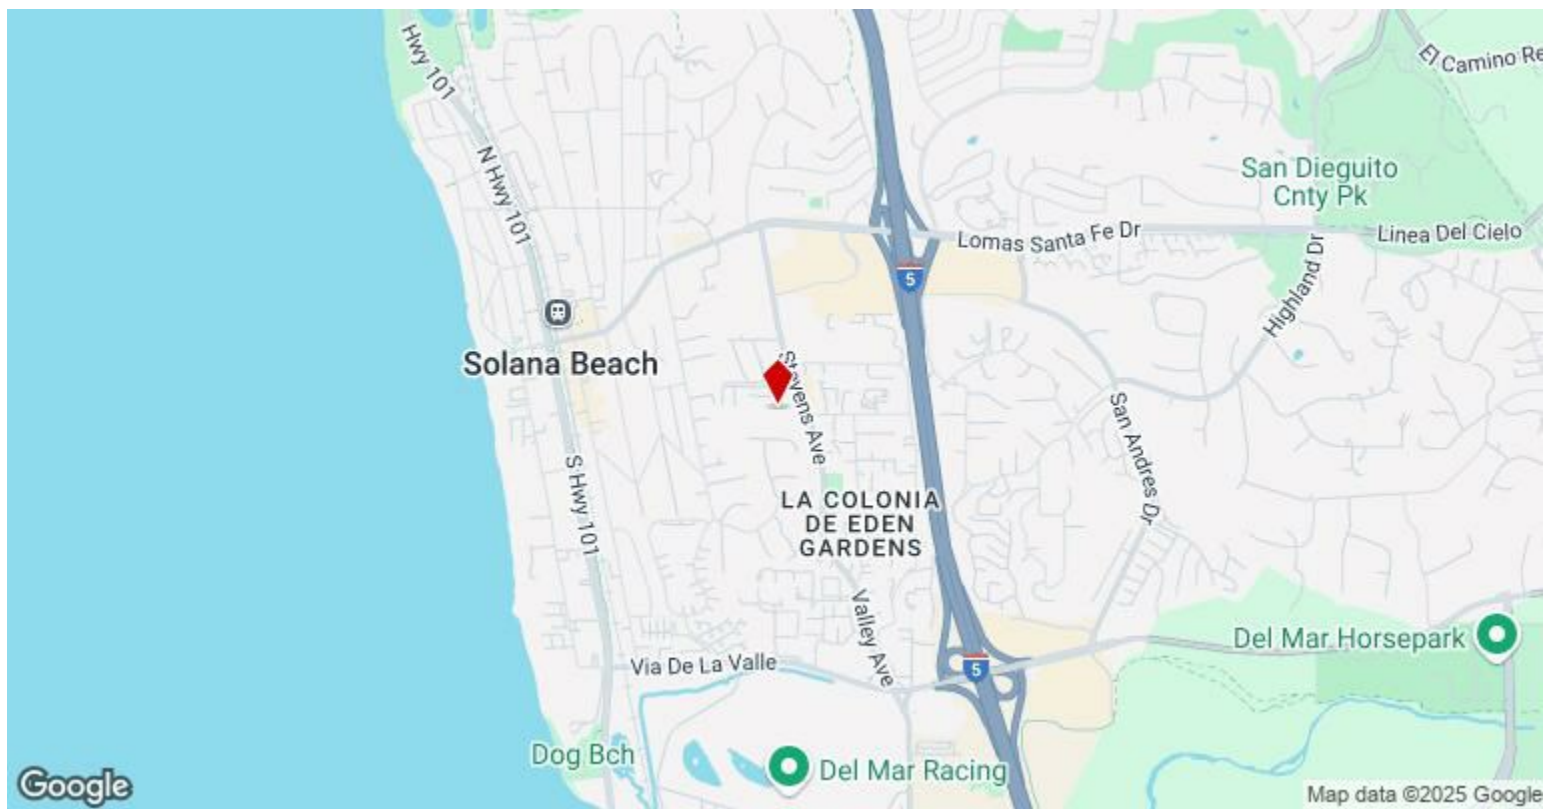 Hwy 101
El Camino Re
N Hwy 101
San Dieguito
Cnty Pk
Lomas Santa Fe Dr
Linea Del Cielo
5
Highland Dr
Solana Beach
Stevens Ave
San Andres Dr
S Hwy 101
LA COLONIA
DE EDEN
GARDENS
Valley Ave
Via De La Valle
5
Del Mar Horsepark
Dog Bch
Del Mar Racing
Google
Map data ©2025 Google